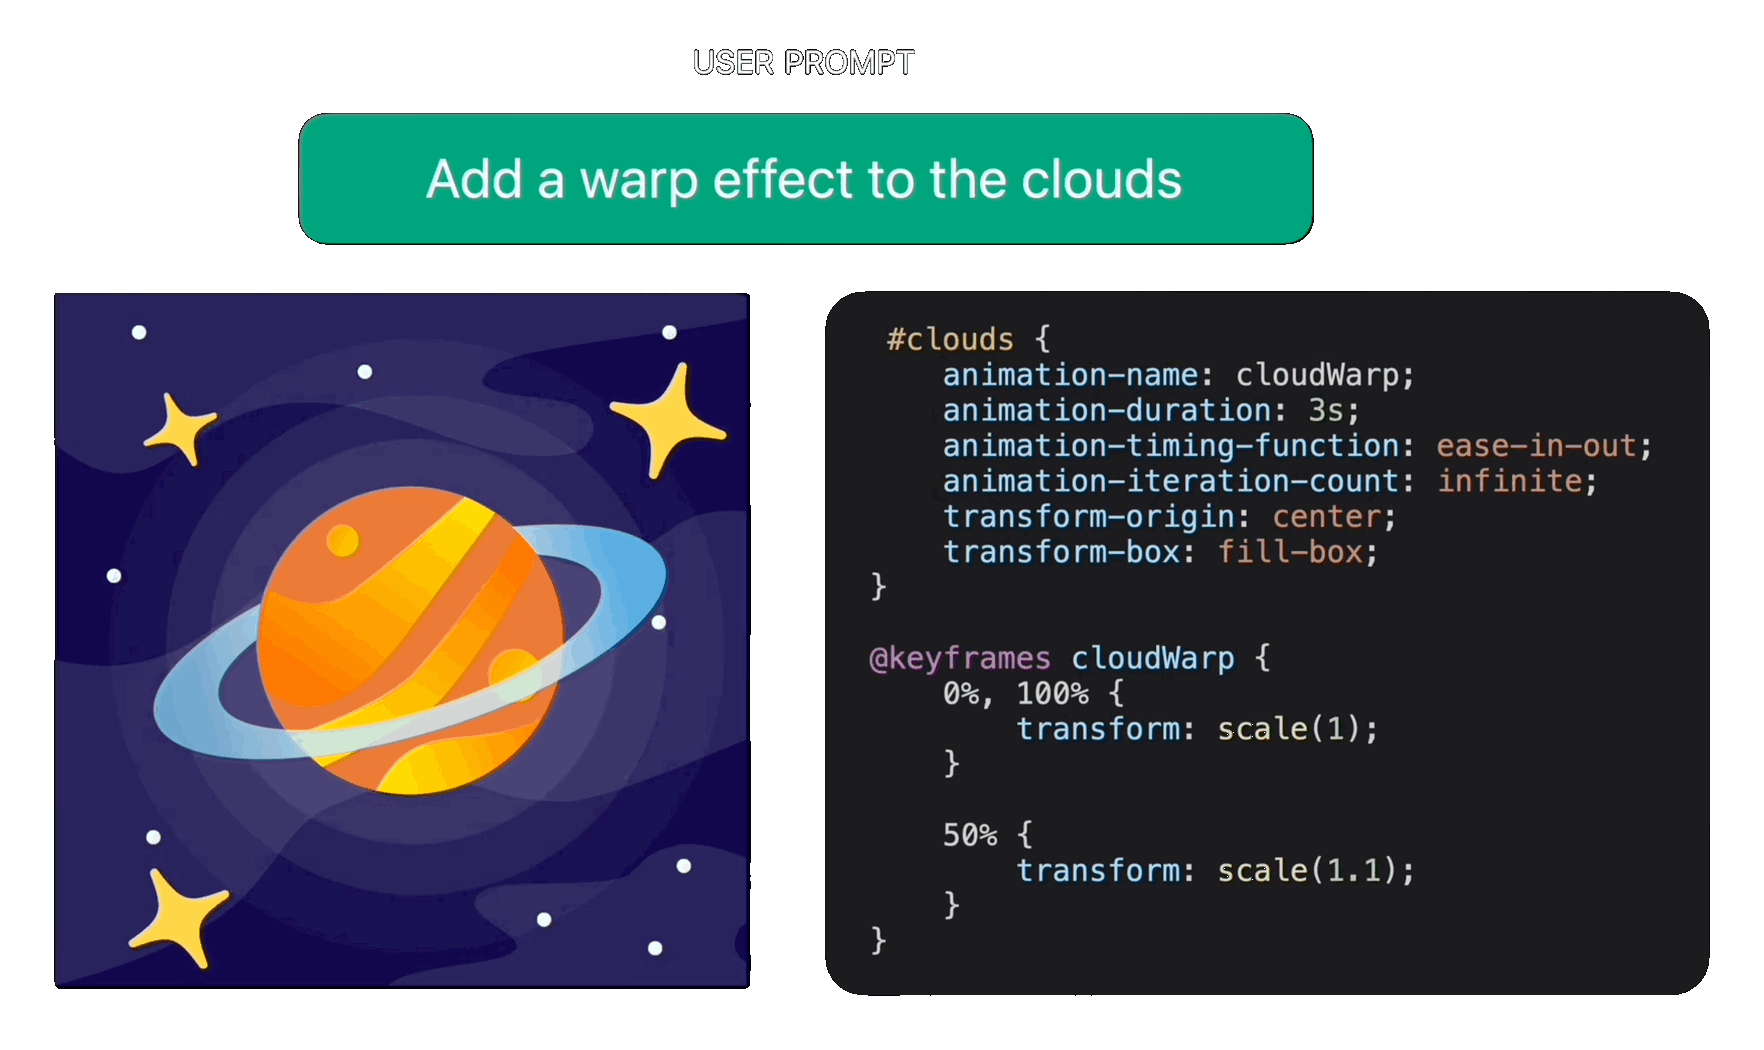 USER PROMPT
Add a warp effect to the clouds
#clouds {
animation-name: cloudWarp;
animation-duration: 3s;
animation-timing-function: ease-in-out;
animation-iteration-count: infinite;
transform-origin: center;
transform-box: fill-box;
}
@keyframes cloudWarp {
0%, 100% {
transform: scale(1);
}
50% {
transform: scale(1.1);
}
}